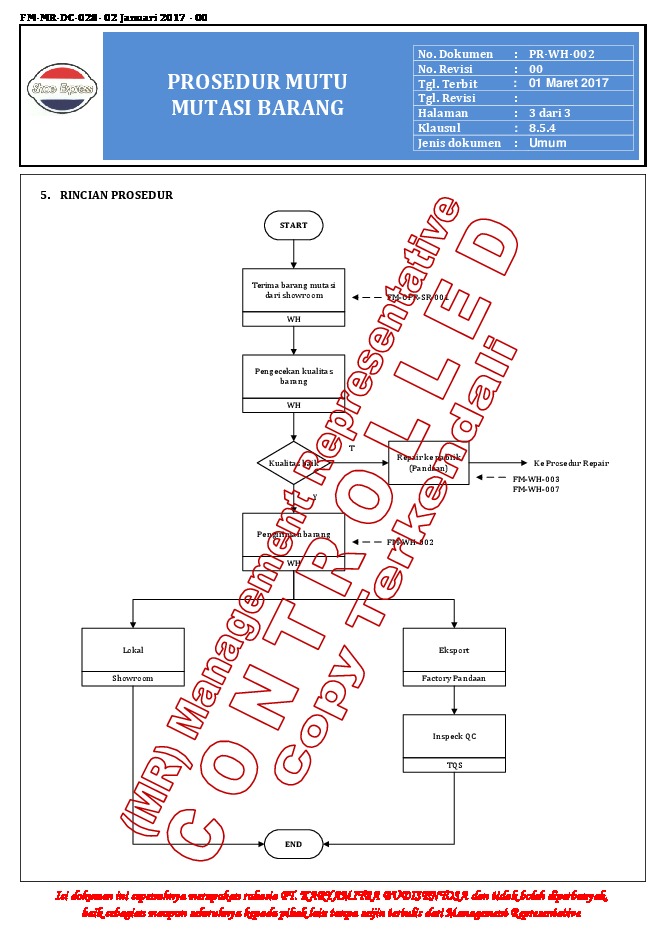 FM-MR-DC-028- 02 Januari 2017 - 00
Shoe Express
PROSEDUR MUTU
MUTASI BARANG
No. Dokumen : PR-WH-002
No. Revisi : 00
Tgl. Terbit : 01 Maret 2017
Tgl. Revisi :
Halaman : 3 dari 3
Klausul : 8.5.4
Jenis dokumen : Umum
5. RINCIAN PROSEDUR
START
Terima barang mutasi
dari showroom
WH
FM-OPR-SR-001
Pengecekan kualitas
barang
WH
Kualitas baik
T
Repair ke pabrik
(Pandaan)
Ke Prosedur Repair
FM-WH-003
FM-WH-007
Y
Pengiriman barang
WH
FM-WH-002
Lokal
Showroom
Eksport
Factory Pandaan
Inspeck QC
TQS
END
(MR) Management Representative
CONTROLLED
Copy Terkendali
Isi dokumen ini sepenuhnya merupakan rahasia PT. KARYAMITRA BUDISENTOSA dan tidak boleh diperbanyak,
baik sebagian maupun seluruhnya kepada pihak lain tanpa seijin tertulis dari Management Representative